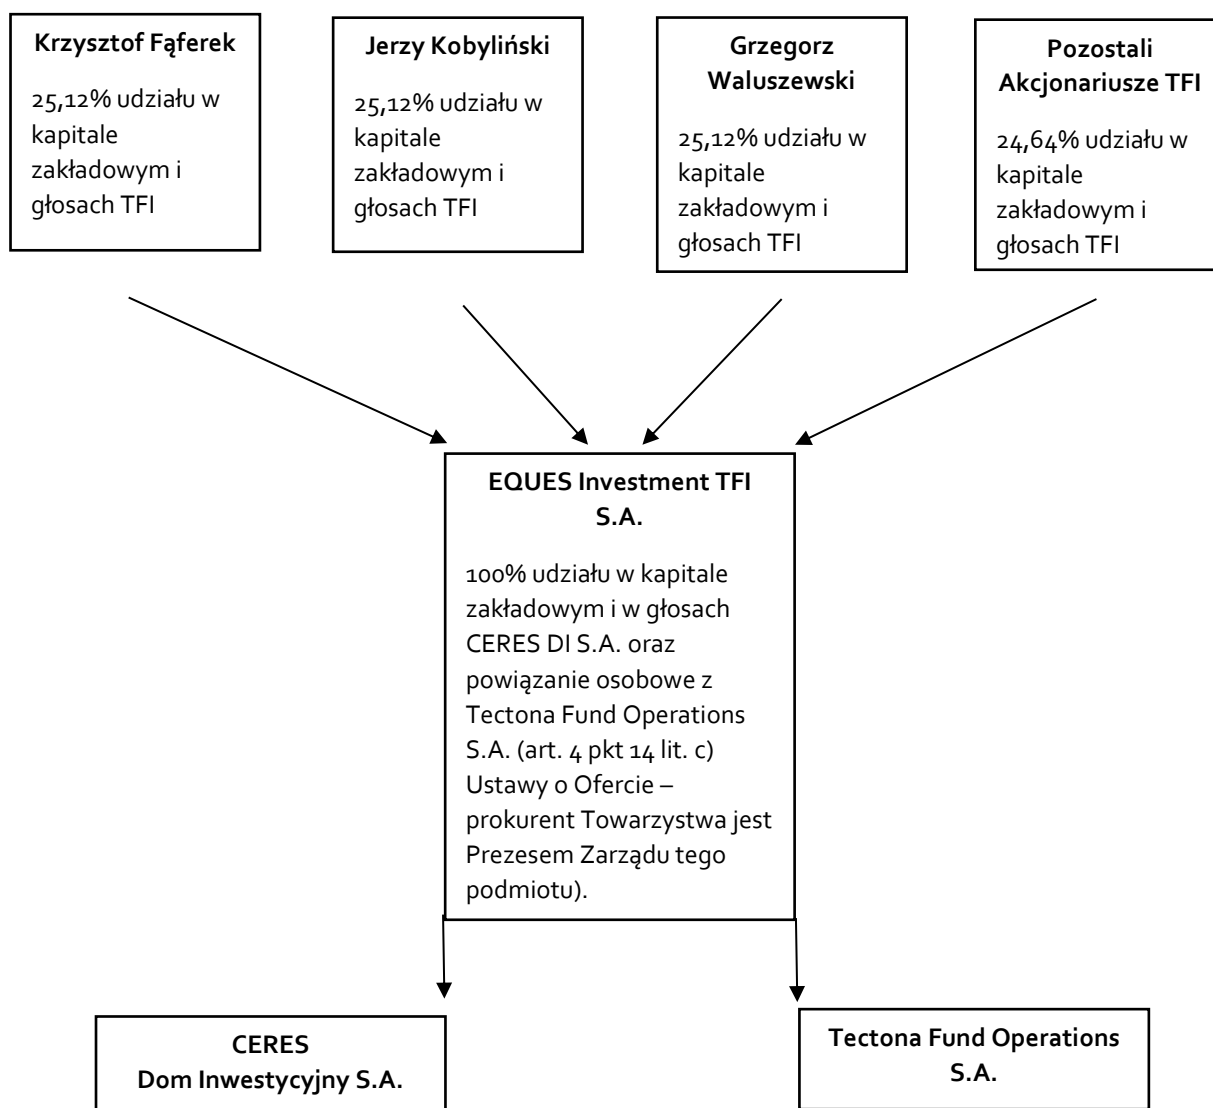 Krzysztof Fąferek
25,12% udziału w
kapitale
zakładowym i
głosach TFI
Jerzy Kobyliński
25,12% udziału w
kapitale
zakładowym i
głosach TFI
Grzegorz
Waluszewski
25,12% udziału w
kapitale
zakładowym i
głosach TFI
Pozostali
Akcjonariusze TFI
24,64% udziału w
kapitale
zakładowym i
głosach TFI
EQUES Investment TFI
S.A.
100% udziału w kapitale
zakładowym i w głosach
CERES DI S.A. oraz
powiązanie osobowe z
Tectona Fund Operations
S.A. (art. 4 pkt 14 lit. c)
Ustawy o Ofercie –
prokurent Towarzystwa jest
Prezesem Zarządu tego
podmiotu).
CERES
Dom Inwestycyjny S.A.
Tectona Fund Operations
S.A.